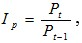 I_p = P_t / P_{t-1},